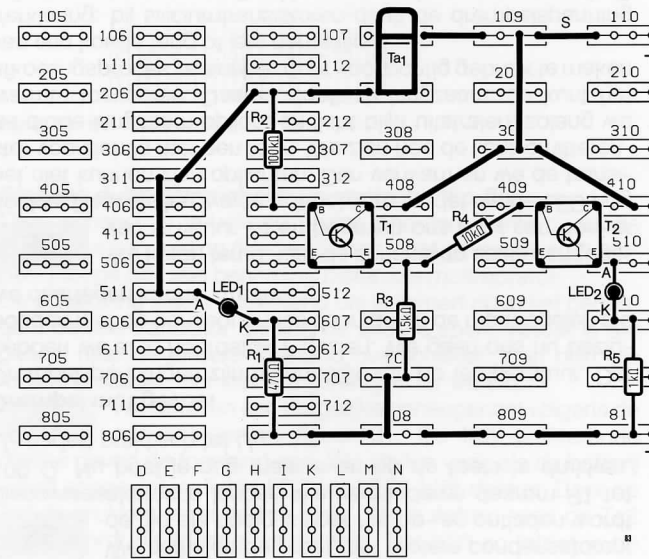 105 106 107 109 S 110
111 112 Ta1
205 206 R2 20 210
211 212
305 306 100kΩ 307 308 30 310
311
405 406 B C 408 409 B C 410
T1 R4 10kΩ T2
411
505 506 E E 508 509 E E 510
A
511 512 LED2
605 A LED1 609 10
606 K 607 R3 1,5kΩ K
611 R1 612 R5
705 706 470Ω 707 70 709 1kΩ
711 712
805 806 08 809 81
D E F G H I K L M N
83